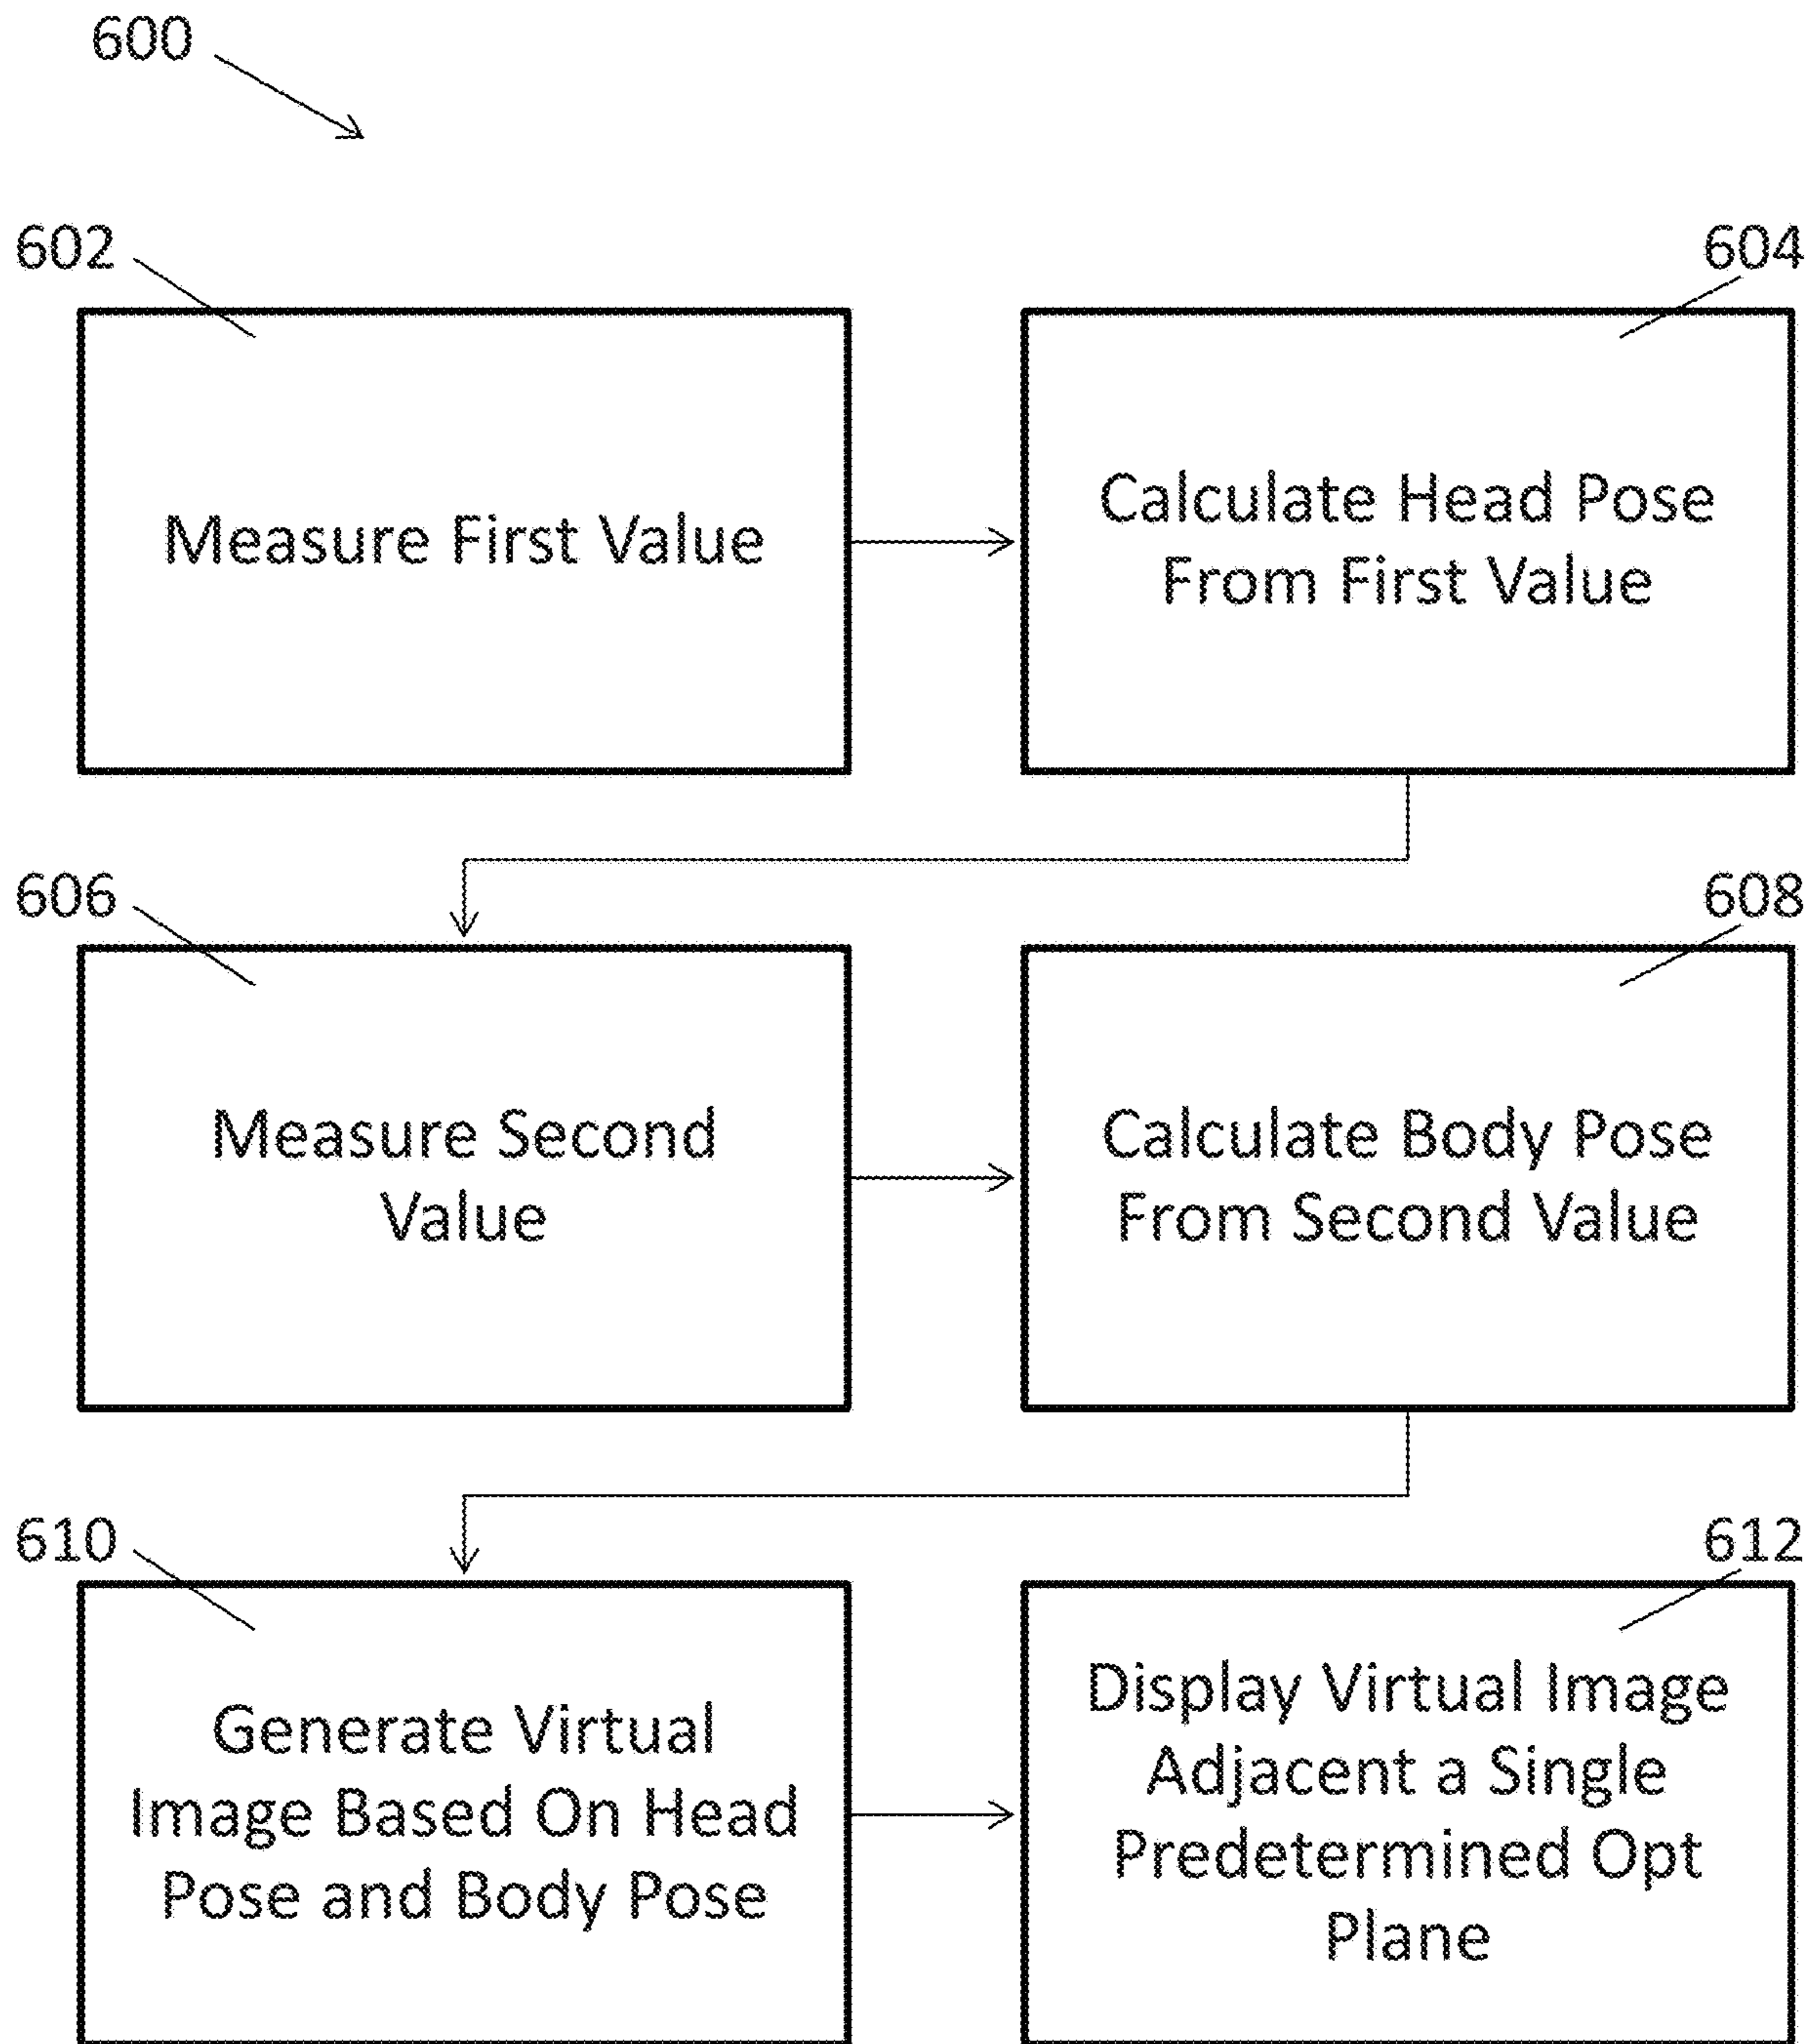 600
602
604
Measure First Value
Calculate Head Pose
From First Value
606
608
Measure Second
Value
Calculate Body Pose
From Second Value
610
612
Generate Virtual
Image Based On Head
Pose and Body Pose
Display Virtual Image
Adjacent a Single
Predetermined Opt
Plane